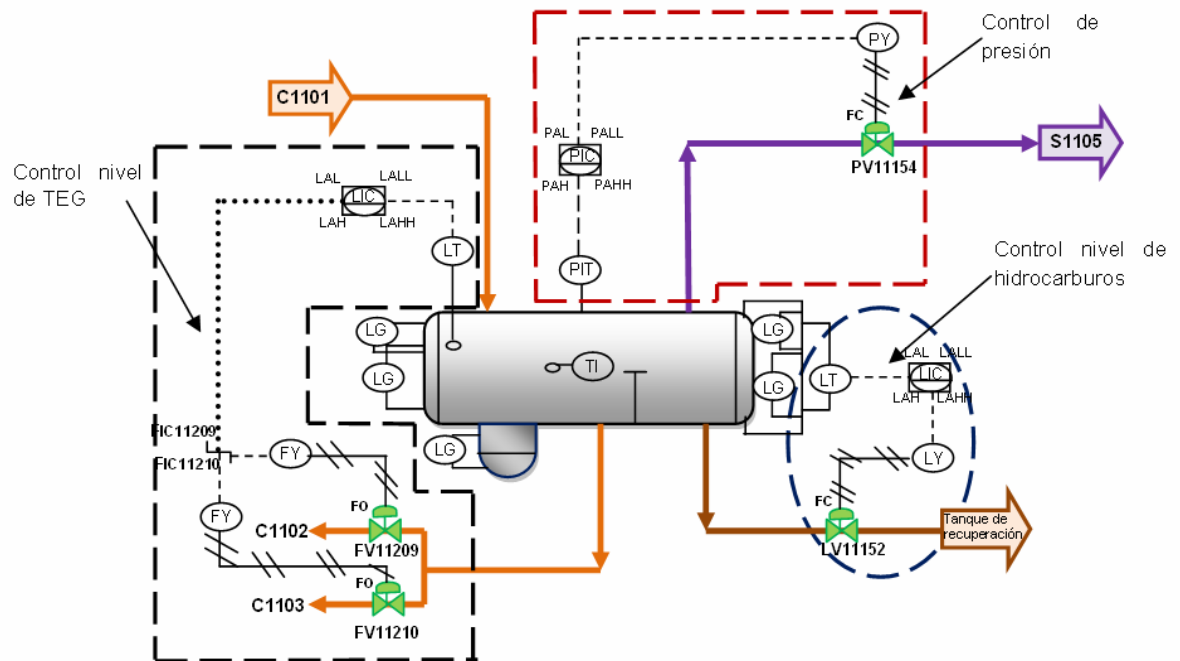 Control de
presión
PY
C1101
FC
PAL PALL
PIC
PAH PAHH
PV11154
S1105
Control nivel
de TEG
LAL LALL
LIC
LAH LAHH
LT
PIT
Control nivel de
hidrocarburos
LG
LG
TI
LG
LG
LT
LAL LALL
LIC
LAH LAHH
LG
FIC11209
FIC11210
FY
FY
LY
FO
C1102
FV11209
FC
LV11152
Tanque de
recuperación
FO
C1103
FV11210